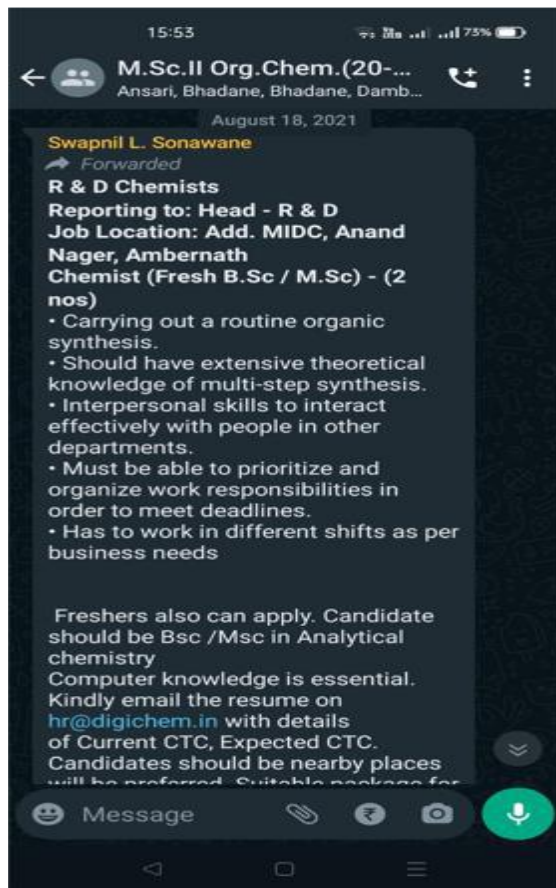 15:53
75%
M.Sc.II Org.Chem.(20-...
Ansari, Bhadane, Bhadane, Damb...
August 18, 2021
Swapnil L. Sonawane
Forwarded
R & D Chemists
Reporting to: Head - R & D
Job Location: Add. MIDC, Anand
Nager, Ambernath
Chemist (Fresh B.Sc / M.Sc) - (2
nos)
• Carrying out a routine organic
synthesis.
• Should have extensive theoretical
knowledge of multi-step synthesis.
• Interpersonal skills to interact
effectively with people in other
departments.
• Must be able to prioritize and
organize work responsibilities in
order to meet deadlines.
• Has to work in different shifts as per
business needs
Freshers also can apply. Candidate
should be Bsc /Msc in Analytical
chemistry
Computer knowledge is essential.
Kindly email the resume on
hr@digichem.in with details
of Current CTC, Expected CTC.
Candidates should be nearby places
will be preferred. Suitable package for
Message